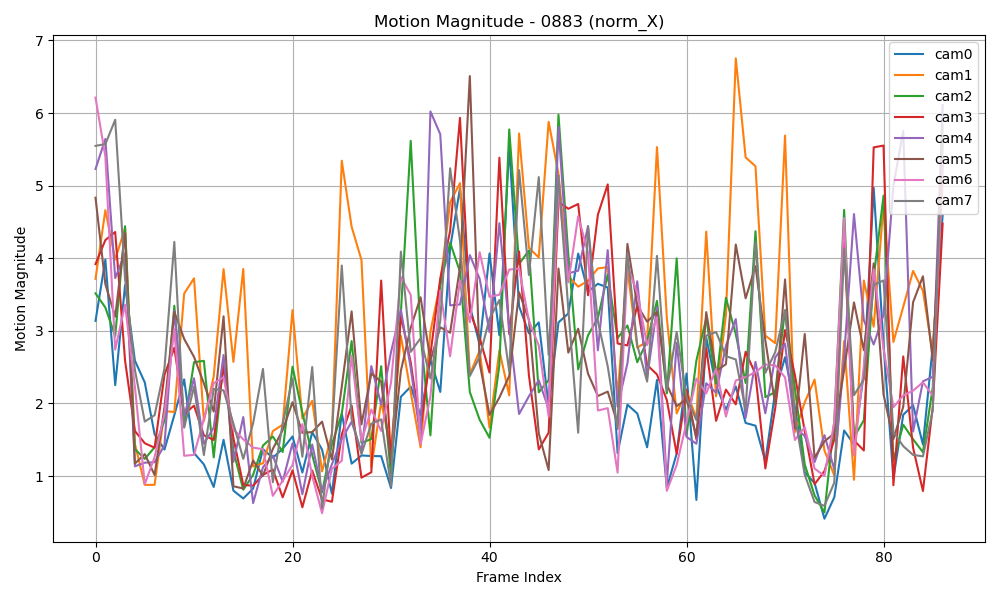 Motion Magnitude - 0883 (norm_X)
Motion Magnitude
7
6
5
4
3
2
1
0
20
40
60
80
Frame Index
cam0
cam1
cam2
cam3
cam4
cam5
cam6
cam7